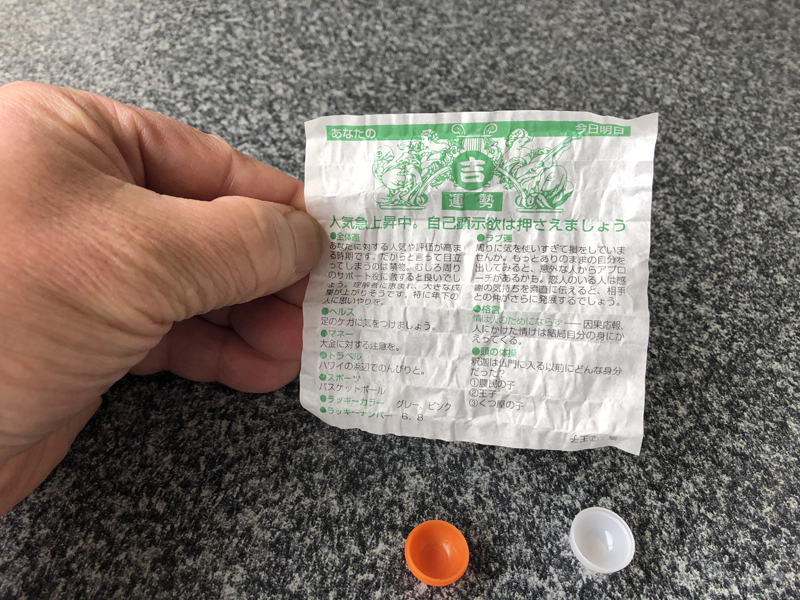 あなたの
今日明日
吉
運勢
人気急上昇中。自己顕示欲は押さえましょう
●全体運
あなたに対する人気や評価が高ま
る時期です。だからと言って目立
ってしまうのは禁物。むしろ周り
のサポート役に徹すると良いでし
ょう。理解者に恵まれ、大きな成
果が上がりそうです。特に年下の
人に思いやりを。
●ヘルス
足のケガに気をつけましょう。
●マネー
大金に対する注意を。
●トラベル
ハワイの浜辺でのんびりと。
●スポーツ
バスケットボール
●ラッキーカラー グレー、ピンク
●ラッキーナンバー 6、8
●ラブ運
周りに気を使いすぎて損をしていま
せんか。もっとありのままの自分を
出してみると、意外な人からアプロ
ーチがあるかも。恋人のいる人は感
謝の気持ちを素直に伝えると、相手
との仲がさらに発展するでしょう。
●格言
情は人のためにならず——因果応報、
人にかけた情けは結局自分の身にか
えってくる。
●頭の体操
釈迦は仏門に入る以前にどんな身分
だった?
①農民の子
②王子
③くつ屋の子